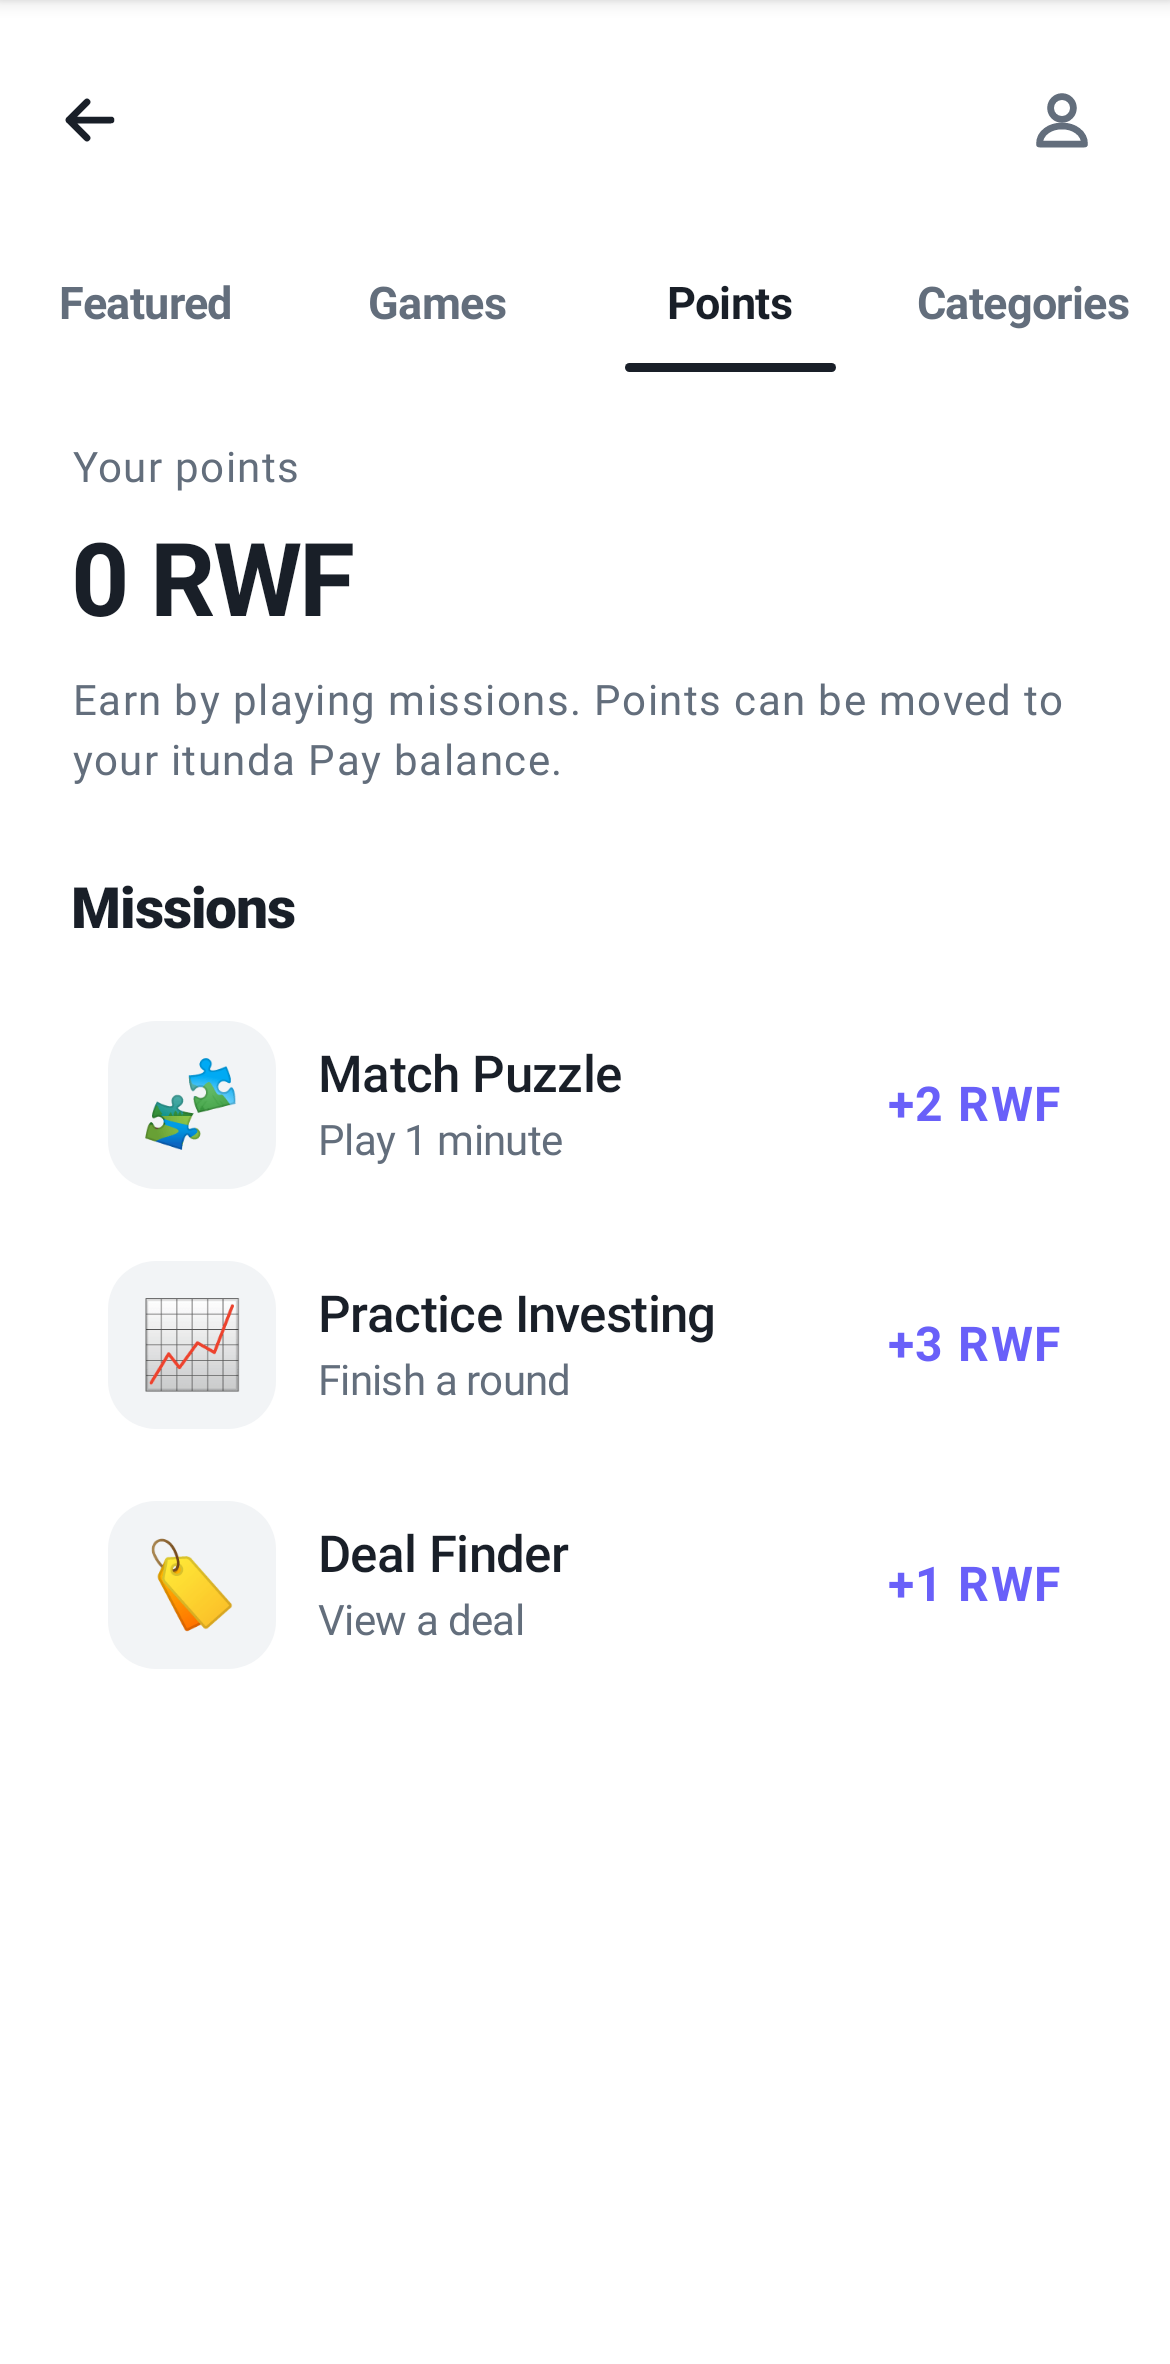 Featured Games Points Categories
Your points
0 RWF
Earn by playing missions. Points can be moved to
your itunda Pay balance.
Missions
Match Puzzle
Play 1 minute
+2 RWF
Practice Investing
Finish a round
+3 RWF
Deal Finder
View a deal
+1 RWF